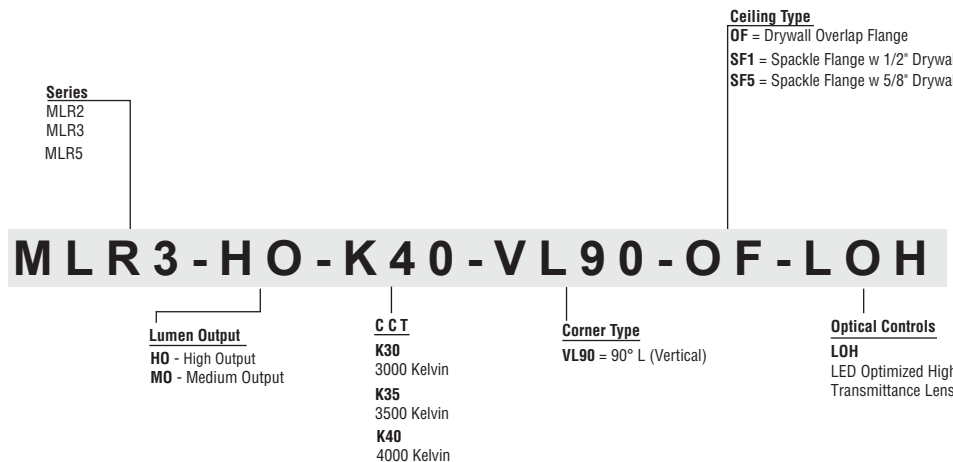 Ceiling Type
OF = Drywall Overlap Flange
SF1 = Spackle Flange w 1/2" Drywal
SF5 = Spackle Flange w 5/8" Drywal
Series
MLR2
MLR3
MLR5
MLR3-HO-K40-VL90-OF-LOH
Lumen Output
HO - High Output
MO - Medium Output
CCT
K30
3000 Kelvin
K35
3500 Kelvin
K40
4000 Kelvin
Corner Type
VL90 = 90° L (Vertical)
Optical Controls
LOH
LED Optimized High
Transmittance Lens